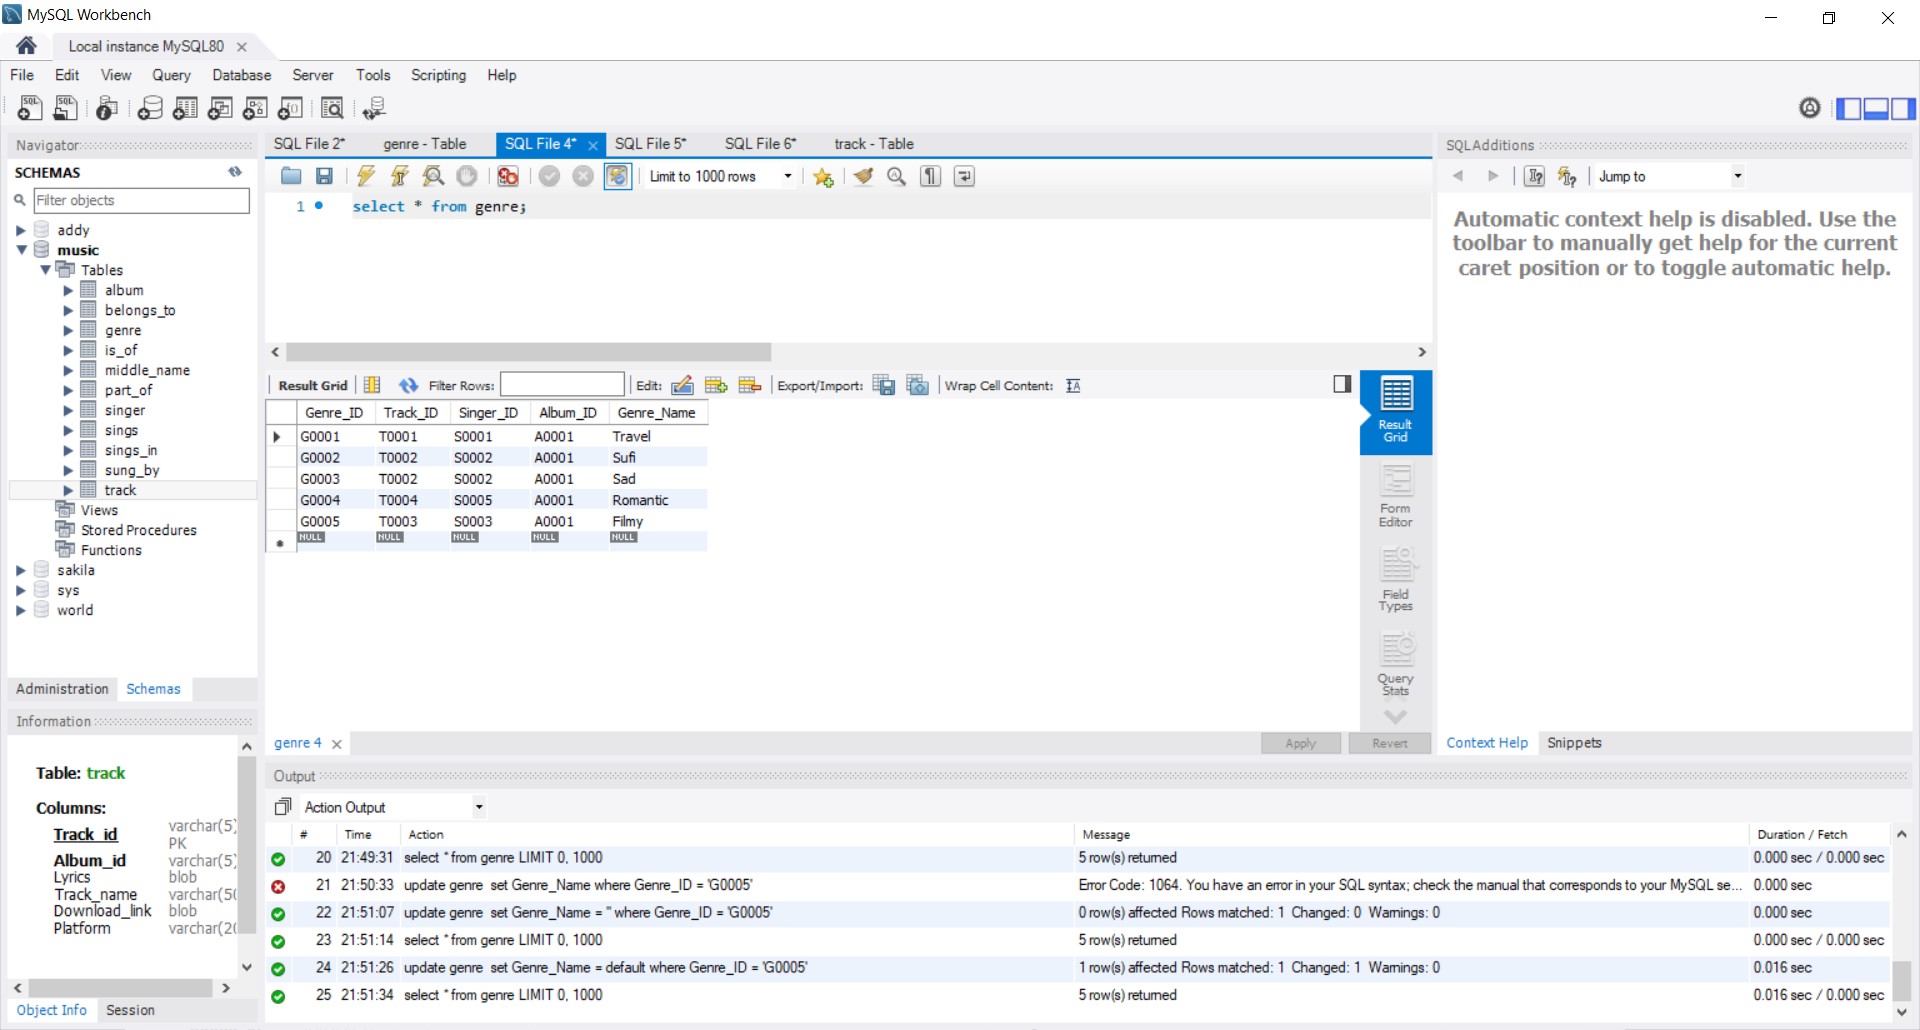 MySQL Workbench
Local instance MySQL80
File Edit View Query Database Server Tools Scripting Help
Navigator
SCHEMAS
Filter objects
addy
music
Tables
album
belongs_to
genre
is_of
middle_name
part_of
singer
sings
sings_in
sung_by
track
Views
Stored Procedures
Functions
sakila
sys
world
Administration Schemas
Information
Table: track
Columns:
Track_id varchar(5) PK
Album_id varchar(5)
Lyrics blob
Track_name varchar(50
Download_link blob
Platform varchar(20
Object Info Session
SQL File 2* genre - Table SQL File 4* SQL File 5* SQL File 6* track - Table
Limit to 1000 rows
1 select * from genre;
Result Grid Filter Rows: Edit: Export/Import: Wrap Cell Content:
Genre_ID Track_ID Singer_ID Album_ID Genre_Name
G0001 T0001 S0001 A0001 Travel
G0002 T0002 S0002 A0001 Sufi
G0003 T0002 S0002 A0001 Sad
G0004 T0004 S0005 A0001 Romantic
G0005 T0003 S0003 A0001 Filmy
NULL NULL NULL NULL NULL
Result Grid
Form Editor
Field Types
Query Stats
genre 4
Apply Revert
SQLAdditions
Jump to
Automatic context help is disabled. Use the
toolbar to manually get help for the current
caret position or to toggle automatic help.
Context Help Snippets
Output
Action Output
# Time Action Message Duration / Fetch
20 21:49:31 select * from genre LIMIT 0, 1000 5 row(s) returned 0.000 sec / 0.000 sec
21 21:50:33 update genre set Genre_Name where Genre_ID = 'G0005' Error Code: 1064. You have an error in your SQL syntax; check the manual that corresponds to your MySQL se... 0.000 sec
22 21:51:07 update genre set Genre_Name = '' where Genre_ID = 'G0005' 0 row(s) affected Rows matched: 1 Changed: 0 Warnings: 0 0.000 sec
23 21:51:14 select * from genre LIMIT 0, 1000 5 row(s) returned 0.000 sec / 0.000 sec
24 21:51:26 update genre set Genre_Name = default where Genre_ID = 'G0005' 1 row(s) affected Rows matched: 1 Changed: 1 Warnings: 0 0.016 sec
25 21:51:34 select * from genre LIMIT 0, 1000 5 row(s) returned 0.016 sec / 0.000 sec